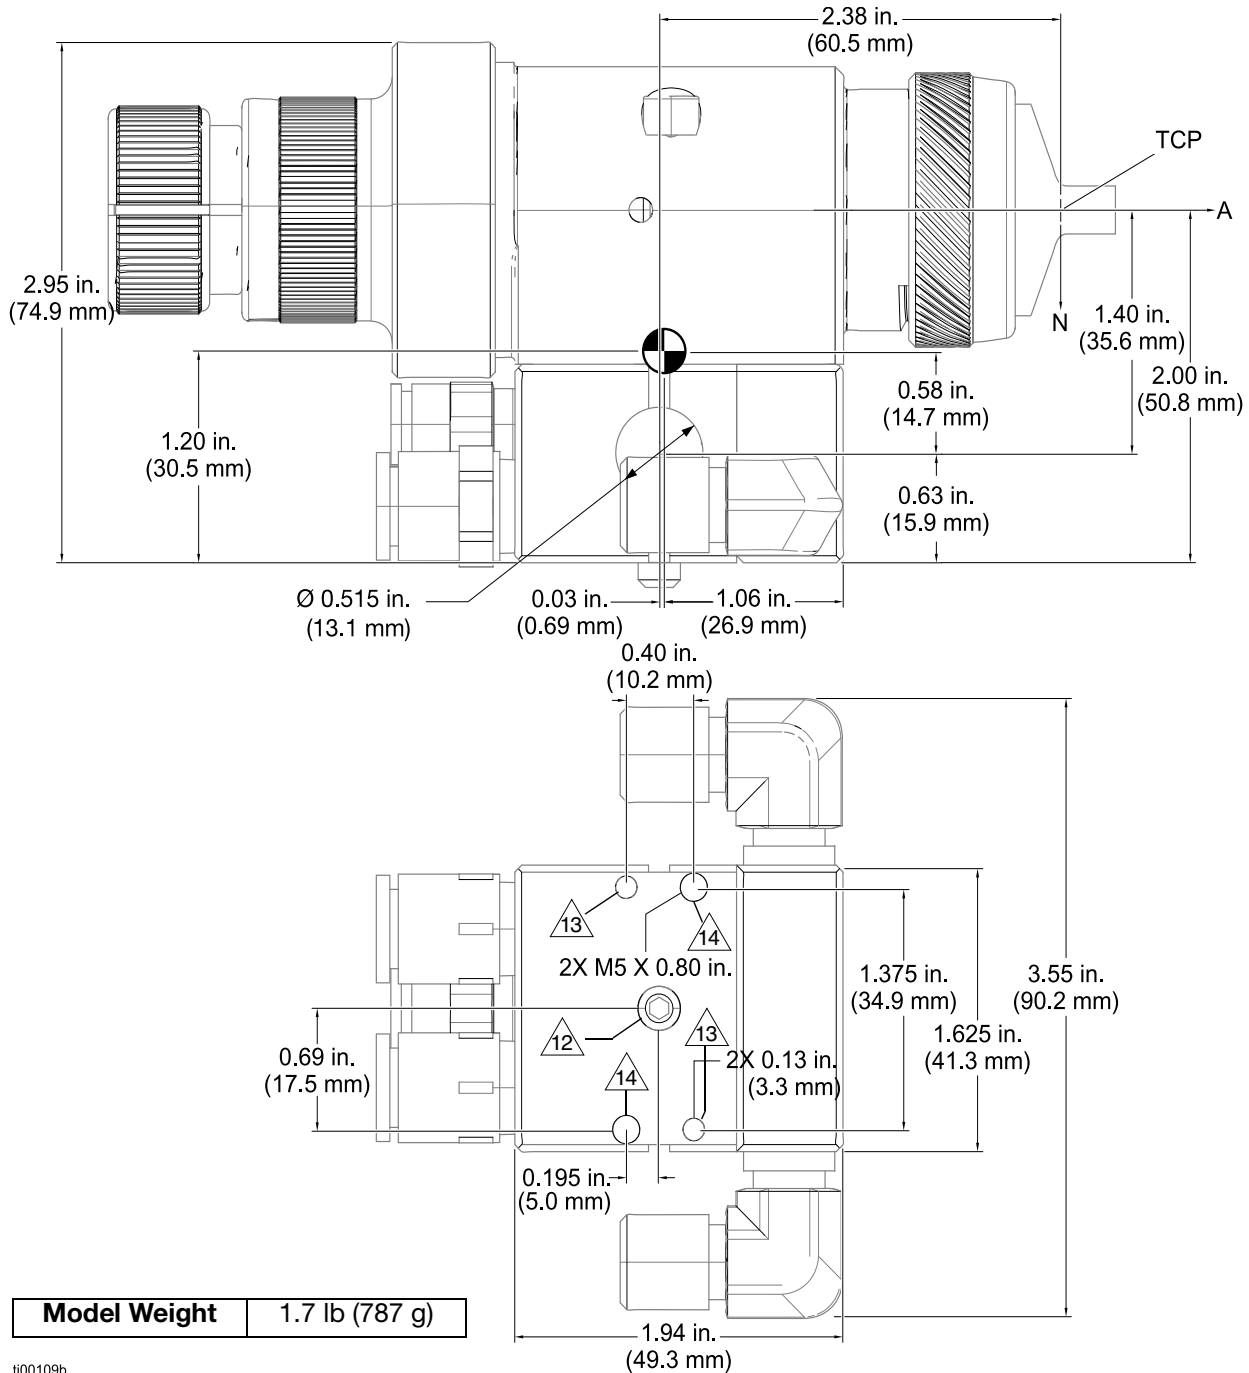 2.38 in.
(60.5 mm)
TCP
A
2.95 in.
(74.9 mm)
N
1.40 in.
(35.6 mm)
2.00 in.
(50.8 mm)
0.58 in.
(14.7 mm)
1.20 in.
(30.5 mm)
0.63 in.
(15.9 mm)
Ø 0.515 in.
(13.1 mm)
0.03 in.
(0.69 mm)
1.06 in.
(26.9 mm)
0.40 in.
(10.2 mm)
13
14
2X M5 X 0.80 in.
1.375 in.
(34.9 mm)
3.55 in.
(90.2 mm)
12
13
1.625 in.
(41.3 mm)
0.69 in.
(17.5 mm)
14
2X 0.13 in.
(3.3 mm)
0.195 in.
(5.0 mm)
Model Weight 1.7 lb (787 g)
1.94 in.
(49.3 mm)
ti00109b